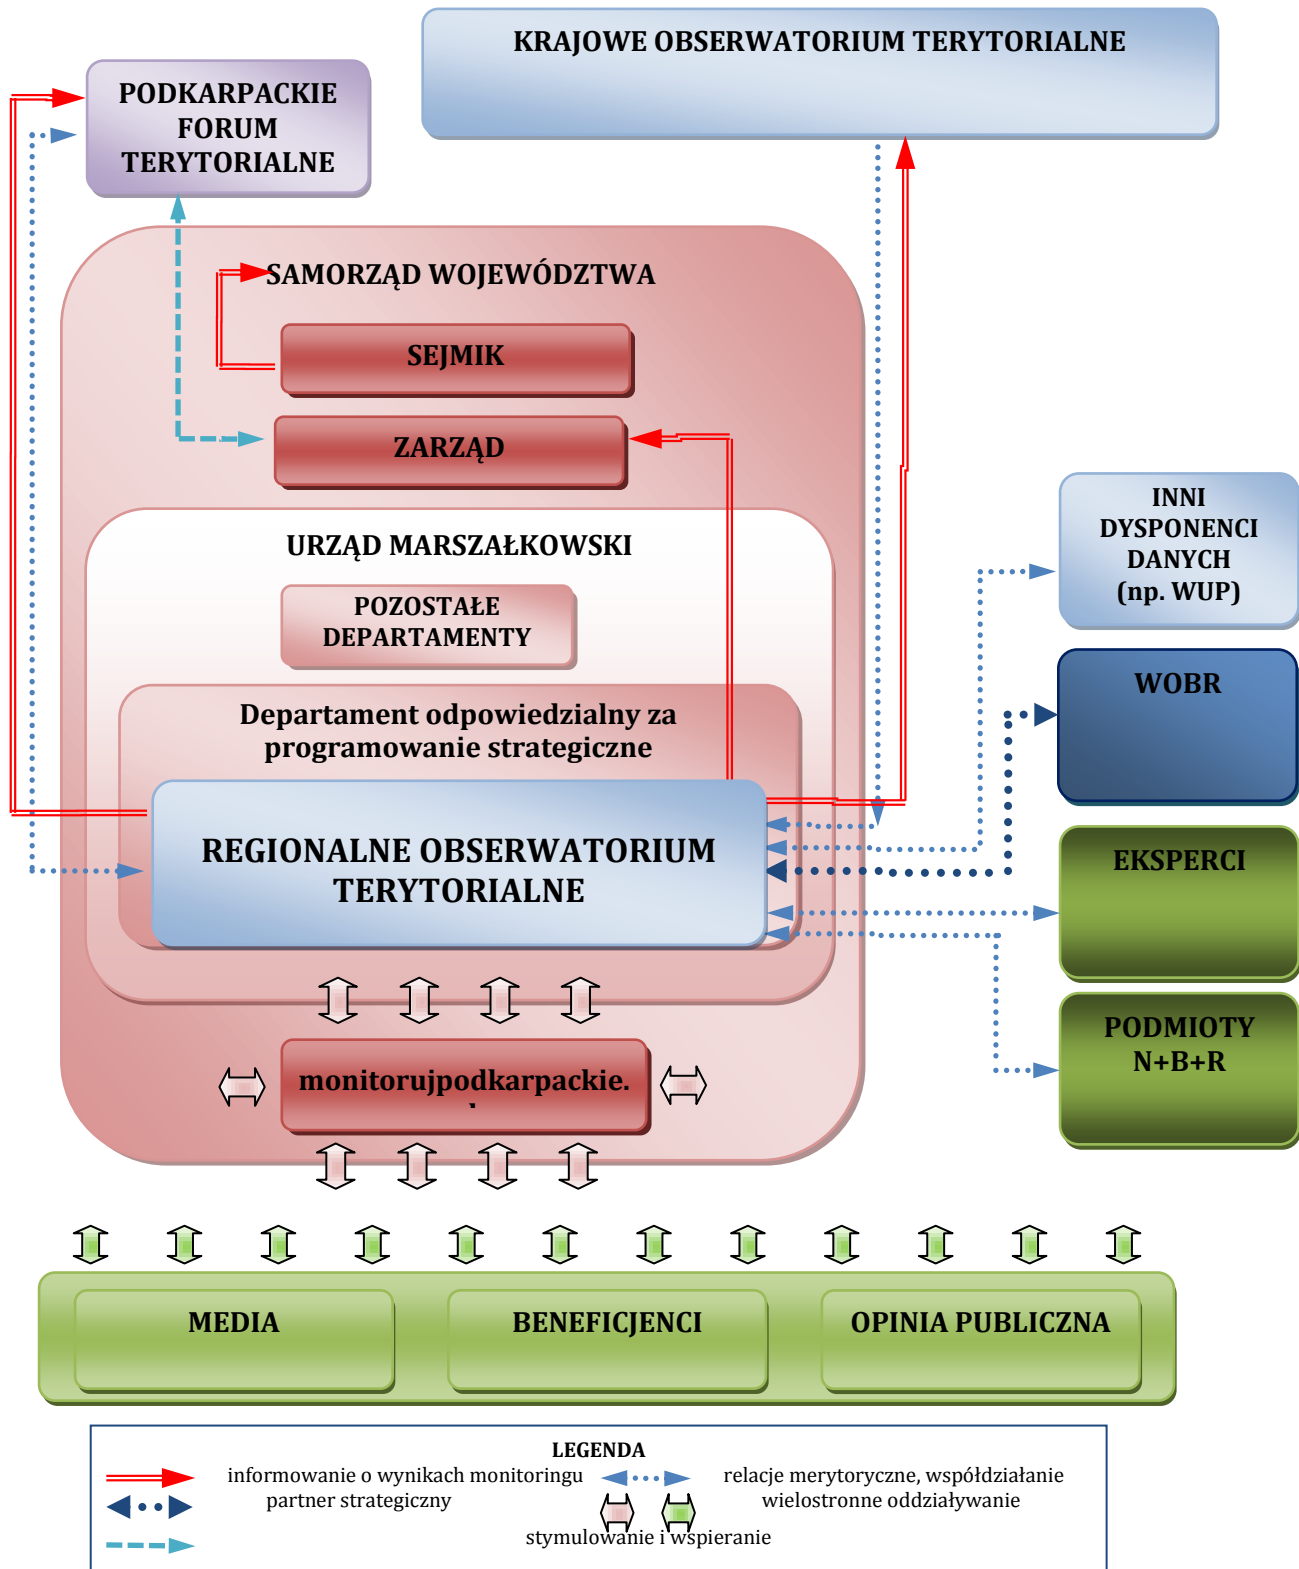 KRAJOWE OBSERWATORIUM TERYTORIALNE
PODKARPACKIE
FORUM
TERYTORIALNE
SAMORZĄD WOJEWÓDZTWA
SEJMIK
ZARZĄD
URZĄD MARSZAŁKOWSKI
POZOSTAŁE
DEPARTAMENTY
Departament odpowiedzialny za
programowanie strategiczne
REGIONALNE OBSERWATORIUM
TERYTORIALNE
INNI
DYSPONENCI
DANYCH
(np. WUP)
WOBR
EKSPERCI
PODMIOTY
N+B+R
monitorujpodkarpackie.
MEDIA
BENEFICJENCI
OPINIA PUBLICZNA
LEGENDA
informowanie o wynikach monitoringu
relacje merytoryczne, współdziałanie
partner strategiczny
wielostronne oddziaływanie
stymulowanie i wspieranie